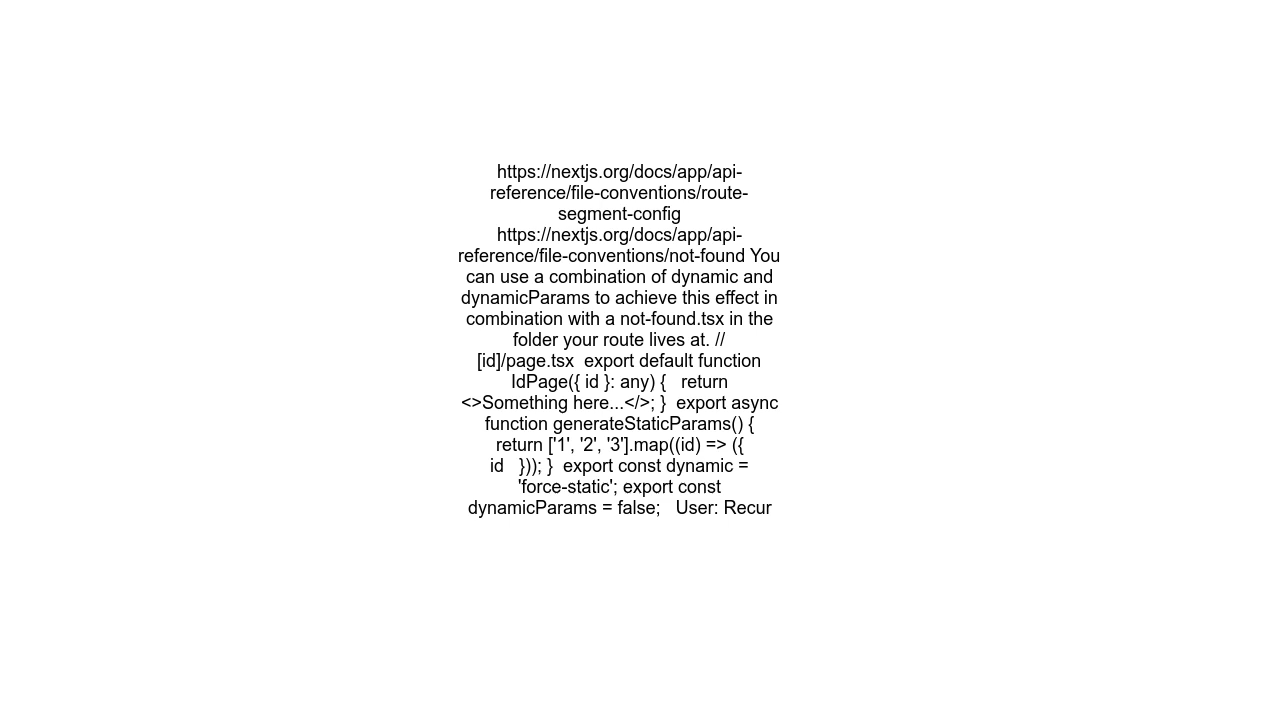 https://nextjs.org/docs/app/api-
reference/file-conventions/route-
segment-config
https://nextjs.org/docs/app/api-
reference/file-conventions/not-found You
can use a combination of dynamic and
dynamicParams to achieve this effect in
combination with a not-found.tsx in the
folder your route lives at. //
[id]/page.tsx  export default function
IdPage({ id }: any) {   return
<>Something here...</>; }  export async
function generateStaticParams() {
return ['1', '2', '3'].map((id) => ({
id   })); }  export const dynamic =
'force-static'; export const
dynamicParams = false;   User: Recur